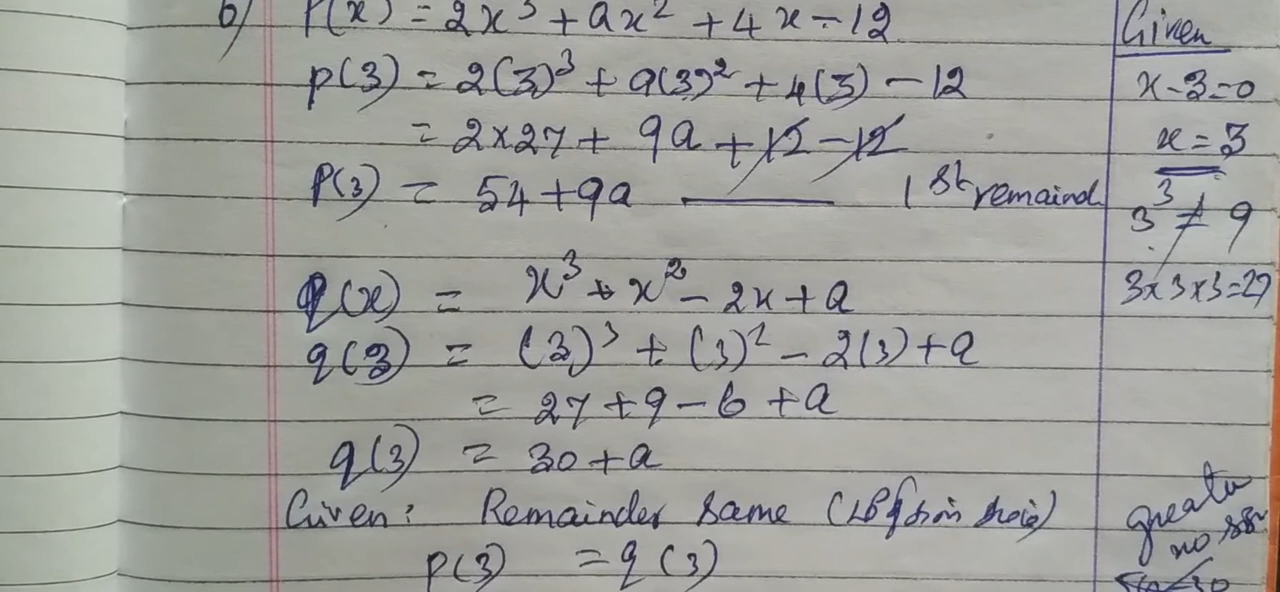 b) P(x) = 2x³ + ax² + 4x - 12
p(3) = 2(3)³ + a(3)² + 4(3) - 12
= 2×27 + 9a + 12 - 12
P(3) = 54 + 9a ——— 1st remaind
q(x) = x³ + x² - 2x + a
q(3) = (3)³ + (3)² - 2(3) + a
= 27 + 9 - 6 + a
q(3) = 30 + a
Given: Remainder same
p(3) = q(3)
Given
x-3=0
x=3
3³ ≠ 9
3×3×3=27
greater
no